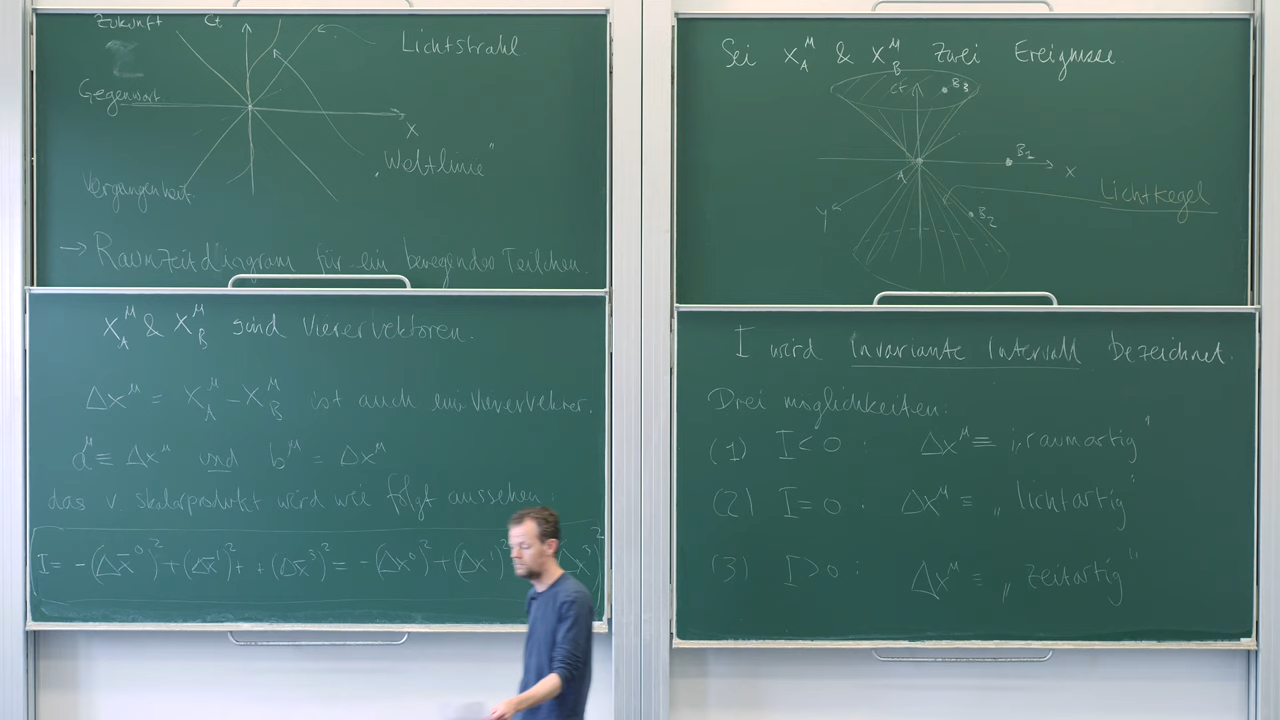 Zukunft ct
Lichtstrahl
Gegenwart
x
„Weltlinie"
Vergangenheit
→ Raumzeitdiagram für ein bewegendes Teilchen.
X_A^μ & X_B^μ sind Vierervektoren.
Δx^μ = X_A^μ - X_B^μ ist auch ein Vierervektor.
a^μ ≡ Δx^μ und b^μ = Δx^μ
das v. Skalarprodukt wird wie folgt aussehen:
I = -(Δx̄^0)^2 + (Δx̄^1)^2 + + (Δx̄^3)^2 = -(Δx^0)^2 + (Δx^1)^2 Δx^3)^2
Sei X_A^μ & X_B^μ zwei Ereignisse.
ct B_3
B_1
A x
Lichtkegel
y B_2
I wird Invariante Intervall bezeichnet.
Drei möglichkeiten:
(1) I<0 : Δx^μ ≡ „raumartig"
(2) I=0 . Δx^μ = „lichtartig"
(3) I>0 : Δx^μ = „zeitartig"